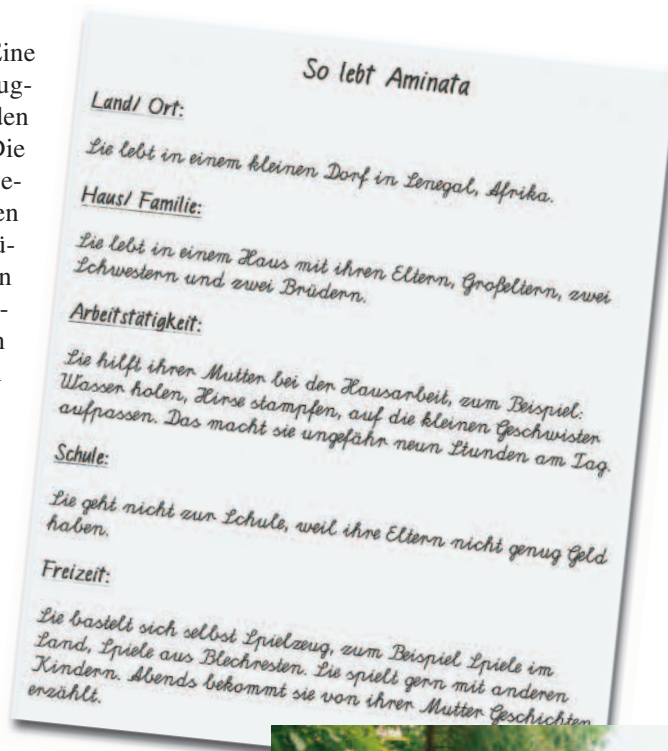 Eine
ug-
den
Die
e-
en
ü-
n
-
n
So lebt Aminata
Land/ Ort:
Sie lebt in einem kleinen Dorf in Senegal, Afrika.
Haus/ Familie:
Sie lebt in einem Haus mit ihren Eltern, Großeltern, zwei
Schwestern und zwei Brüdern.
Arbeitstätigkeit:
Sie hilft ihrer Mutter bei der Hausarbeit, zum Beispiel:
Wasser holen, Hirse stampfen, auf die kleinen Geschwister
aufpassen. Das macht sie ungefähr neun Stunden am Tag.
Schule:
Sie geht nicht zur Schule, weil ihre Eltern nicht genug Geld
haben.
Freizeit:
Sie bastelt sich selbst Spielzeug, zum Beispiel Spiele im
Sand, Spiele aus Blechresten. Sie spielt gern mit anderen
Kindern. Abends bekommt sie von ihrer Mutter Geschichten
erzählt.